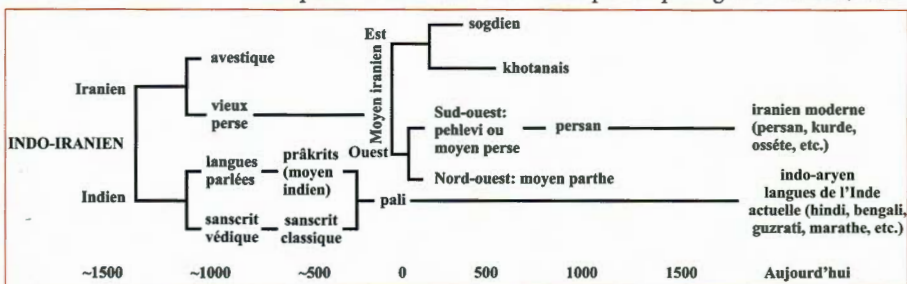 Est
sogdien
avestique
khotanais
Iranien
Moyen iranien
vieux
perse
Sud-ouest:
pehlevi ou
moyen perse
persan
iranien moderne
(persan, kurde,
osséte, etc.)
INDO-IRANIEN
Ouest
langues
parlées
prâkrits
(moyen
indien)
Nord-ouest: moyen parthe
Indien
pali
indo-aryen
langues de l'Inde
actuelle (hindi, bengali,
guzrati, marathe, etc.)
sanscrit
védique
sanscrit
classique
~1500 ~1000 ~500 0 500 1000 1500 Aujourd'hui